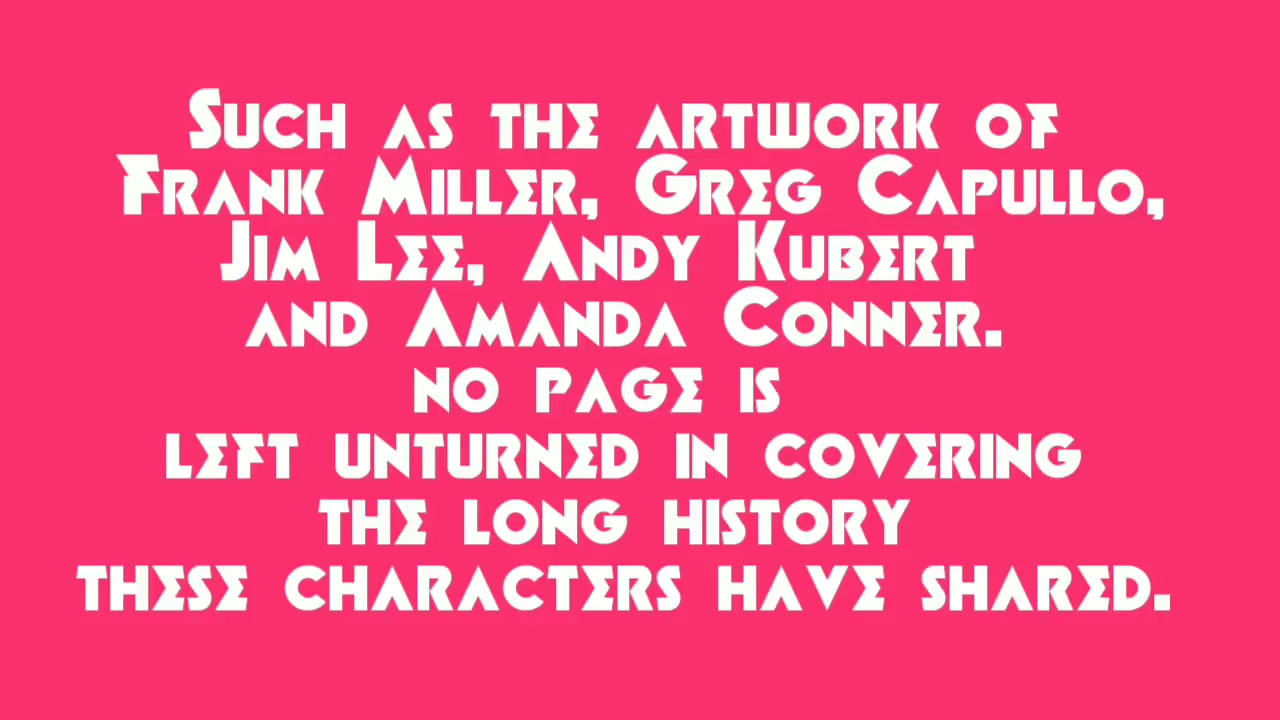 Such as the artwork of
Frank Miller, Greg Capullo,
Jim Lee, Andy Kubert
and Amanda Conner.
no page is
left unturned in covering
the long history
these characters have shared.